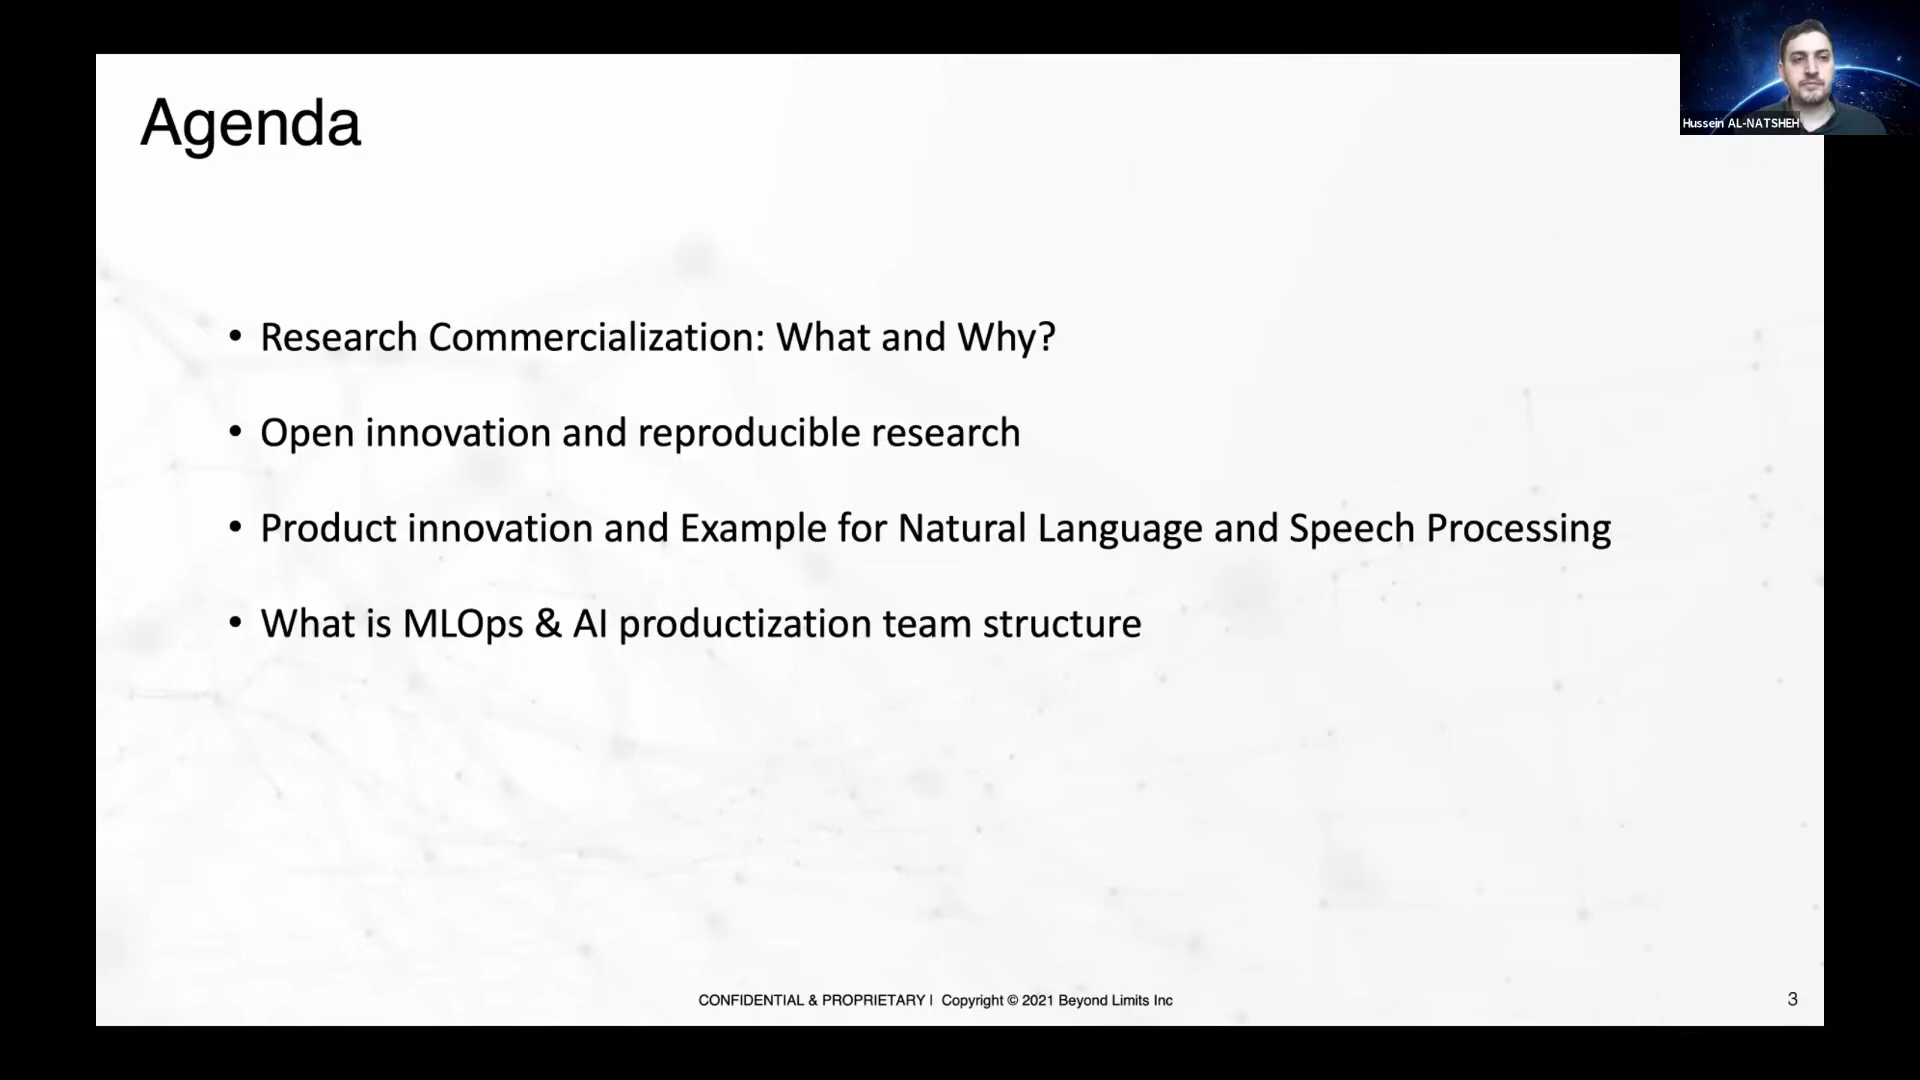 Agenda
Hussein AL-NATSHEH
• Research Commercialization: What and Why?
• Open innovation and reproducible research
• Product innovation and Example for Natural Language and Speech Processing
• What is MLOps & AI productization team structure
CONFIDENTIAL & PROPRIETARY | Copyright © 2021 Beyond Limits Inc
3